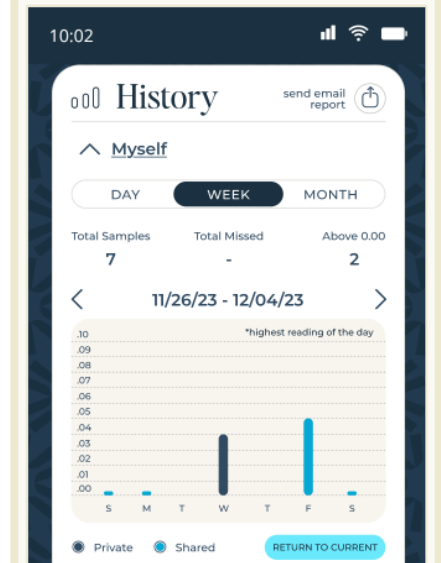 10:02
History
send email
report
Myself
DAY WEEK MONTH
Total Samples Total Missed Above 0.00
7 - 2
11/26/23 - 12/04/23
*highest reading of the day
.10
.09
.08
.07
.06
.05
.04
.03
.02
.01
.00
S M T W T F S
Private Shared RETURN TO CURRENT